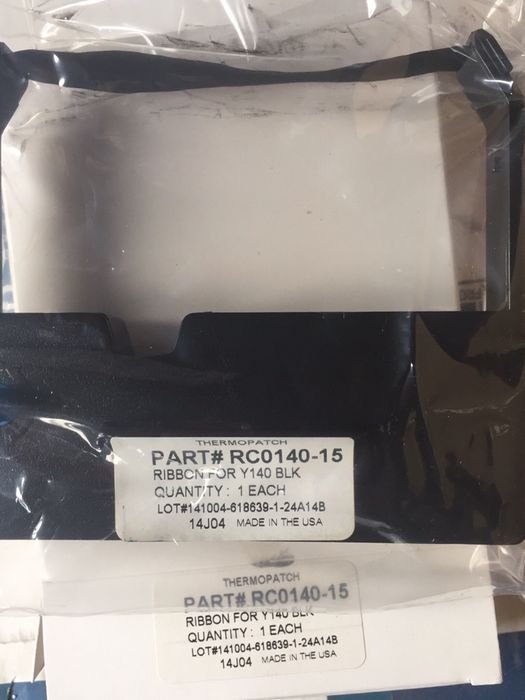 THERMOPATCH
PART# RC0140-15
RIBBON FOR Y140 BLK
QUANTITY : 1 EACH
LOT#141004-618639-1-24A14B
14J04 MADE IN THE USA
THERMOPATCH
PART# RC0140-15
RIBBON FOR Y140 BLK
QUANTITY : 1 EACH
LOT#141004-618639-1-24A14B
14J04 MADE IN THE USA